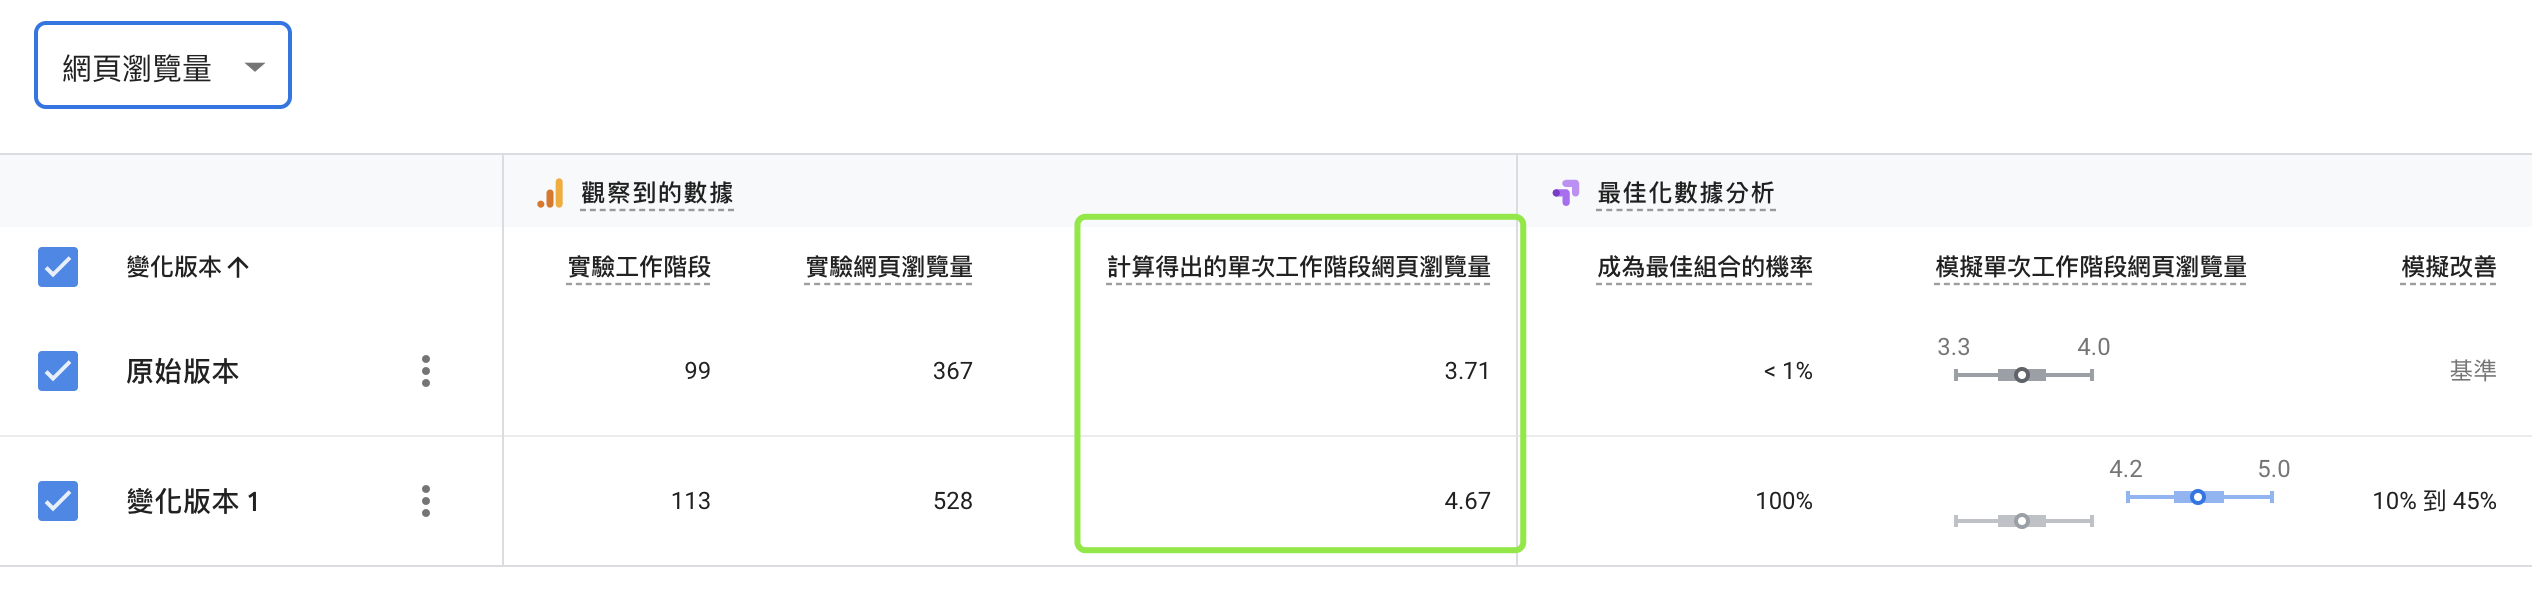 網頁瀏覽量
觀察到的數據 最佳化數據分析
變化版本 實驗工作階段 實驗網頁瀏覽量 計算得出的單次工作階段網頁瀏覽量 成為最佳組合的機率 模擬單次工作階段網頁瀏覽量 模擬改善
3.3 4.0
原始版本 99 367 3.71 < 1% 基準
4.2 5.0
變化版本 1 113 528 4.67 100% 10% 到 45%